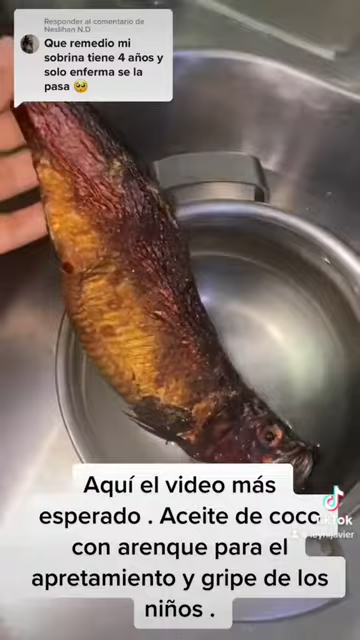 Responder al comentario de
Neslihan N.D
Que remedio mi
sobrina tiene 4 años y
solo enferma se la
pasa 🥺
Aquí el video más
esperado . Aceite de coco
con arenque para el
apretamiento y gripe de los
niños .
TikTok